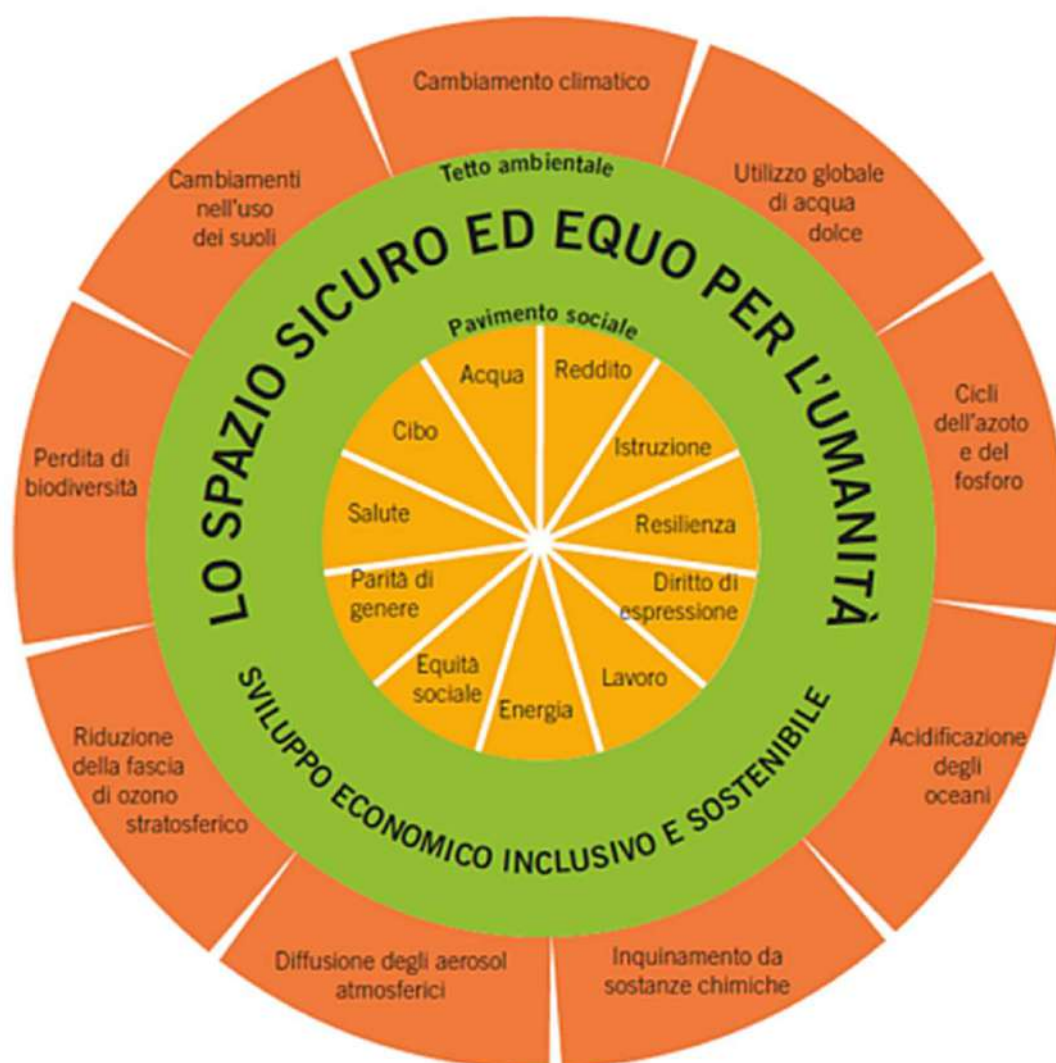 Cambiamento climatico
Utilizzo globale
di acqua
dolce
Cicli
dell'azoto
e del
fosforo
Acidificazione
degli
oceani
Inquinamento da
sostanze chimiche
Diffusione degli aerosol
atmosferici
Riduzione
della fascia
di ozono
stratosferico
Perdita di
biodiversità
Cambiamenti
nell'uso
dei suoli
Tetto ambientale
LO SPAZIO SICURO ED EQUO PER L'UMANITÀ
Pavimento sociale
Acqua
Reddito
Istruzione
Resilienza
Diritto di
espressione
Lavoro
Energia
Equità
sociale
Parità di
genere
Salute
Cibo
SVILUPPO ECONOMICO INCLUSIVO E SOSTENIBILE